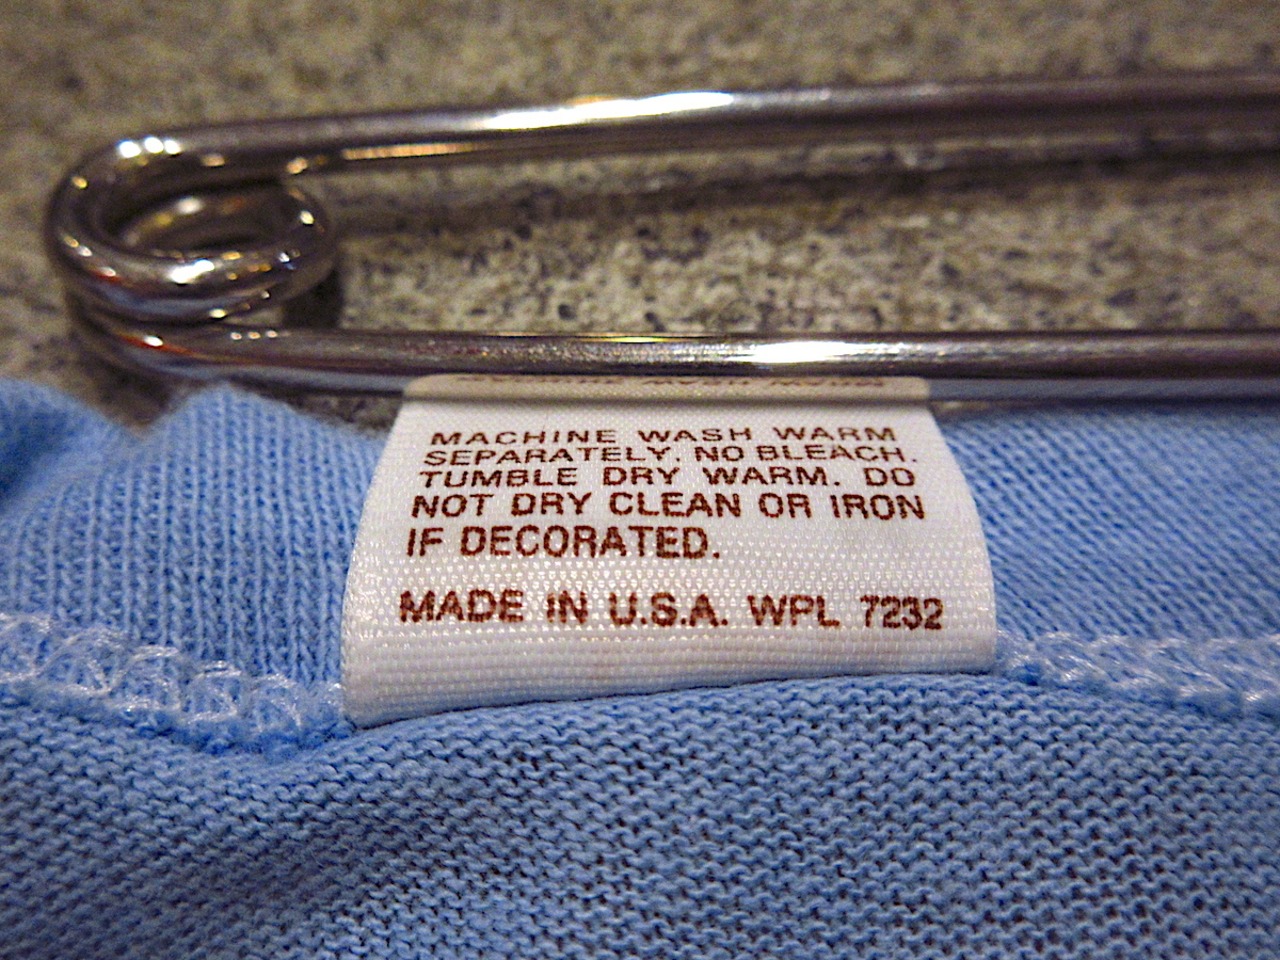 MACHINE WASH WARM
SEPARATELY. NO BLEACH.
TUMBLE DRY WARM. DO
NOT DRY CLEAN OR IRON
IF DECORATED.
MADE IN U.S.A. WPL 7232